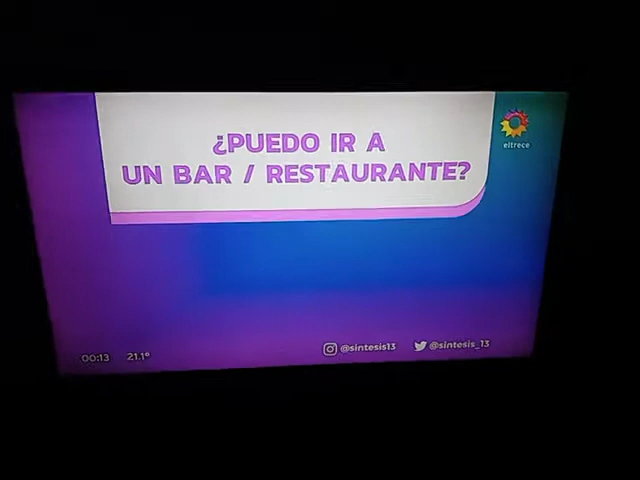 ¿PUEDO IR A
UN BAR / RESTAURANTE?
eltrece
00:13 21.1° @sintesis13 @sintesis_13